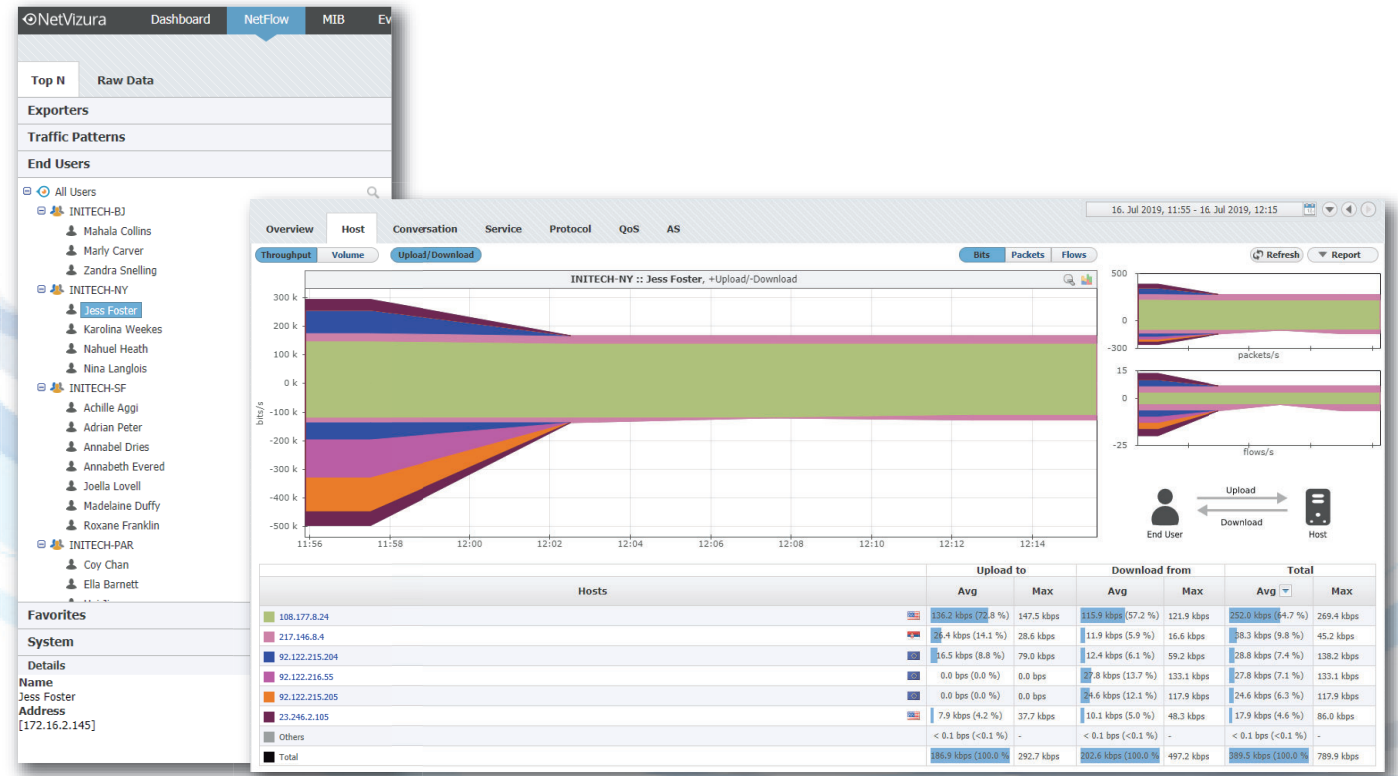 NetVizura Dashboard NetFlow MIB Ev
Top N Raw Data
Exporters
Traffic Patterns
End Users
All Users
INITECH-BJ
Mahala Collins
Marly Carver
Zandra Snelling
INITECH-NY
Jess Foster
Karolina Weekes
Nahuel Heath
Nina Langlois
INITECH-SF
Achille Aggi
Adrian Peter
Annabel Dries
Annabeth Evered
Joella Lovell
Madelaine Duffy
Roxane Franklin
INITECH-PAR
Coy Chan
Ella Barnett
Favorites
System
Details
Name
Jess Foster
Address
[172.16.2.145]
16. Jul 2019, 11:55 - 16. Jul 2019, 12:15
Overview Host Conversation Service Protocol QoS AS
Throughput Volume Upload/Download Bits Packets Flows Refresh Report
INITECH-NY :: Jess Foster, +Upload/-Download
300 k
200 k
100 k
0 k
-100 k
-200 k
-300 k
-400 k
-500 k
bits/s
11:56 11:58 12:00 12:02 12:04 12:06 12:08 12:10 12:12 12:14
500
0
-300
packets/s
15
0
-25
flows/s
Upload
Download
End User Host
Upload to Download from Total
Hosts Avg Max Avg Max Avg Max
108.177.8.24 136.2 kbps (72.8 %) 147.5 kbps 115.9 kbps (57.2 %) 121.9 kbps 252.0 kbps (64.7 %) 269.4 kbps
217.146.8.4 26.4 kbps (14.1 %) 28.6 kbps 11.9 kbps (5.9 %) 16.6 kbps 38.3 kbps (9.8 %) 45.2 kbps
92.122.215.204 16.5 kbps (8.8 %) 79.0 kbps 12.4 kbps (6.1 %) 59.2 kbps 28.8 kbps (7.4 %) 138.2 kbps
92.122.216.55 0.0 bps (0.0 %) 0.0 bps 27.8 kbps (13.7 %) 133.1 kbps 27.8 kbps (7.1 %) 133.1 kbps
92.122.215.205 0.0 bps (0.0 %) 0.0 bps 24.6 kbps (12.1 %) 117.9 kbps 24.6 kbps (6.3 %) 117.9 kbps
23.246.2.105 7.9 kbps (4.2 %) 37.7 kbps 10.1 kbps (5.0 %) 48.3 kbps 17.9 kbps (4.6 %) 86.0 kbps
Others < 0.1 bps (<0.1 %) - < 0.1 bps (<0.1 %) - < 0.1 bps (<0.1 %) -
Total 186.9 kbps (100.0 % 292.7 kbps 202.6 kbps (100.0 % 497.2 kbps 389.5 kbps (100.0 % 789.9 kbps